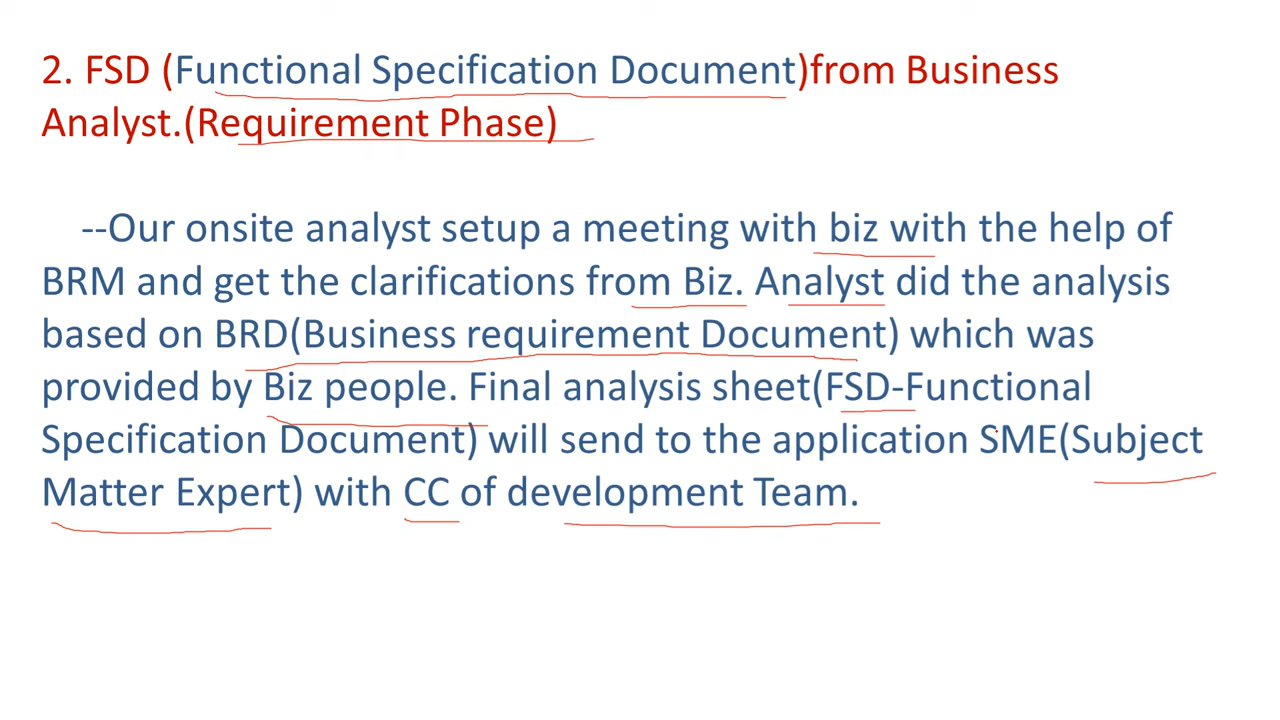 2. FSD (Functional Specification Document)from Business
Analyst.(Requirement Phase)
--Our onsite analyst setup a meeting with biz with the help of
BRM and get the clarifications from Biz. Analyst did the analysis
based on BRD(Business requirement Document) which was
provided by Biz people. Final analysis sheet(FSD-Functional
Specification Document) will send to the application SME(Subject
Matter Expert) with CC of development Team.